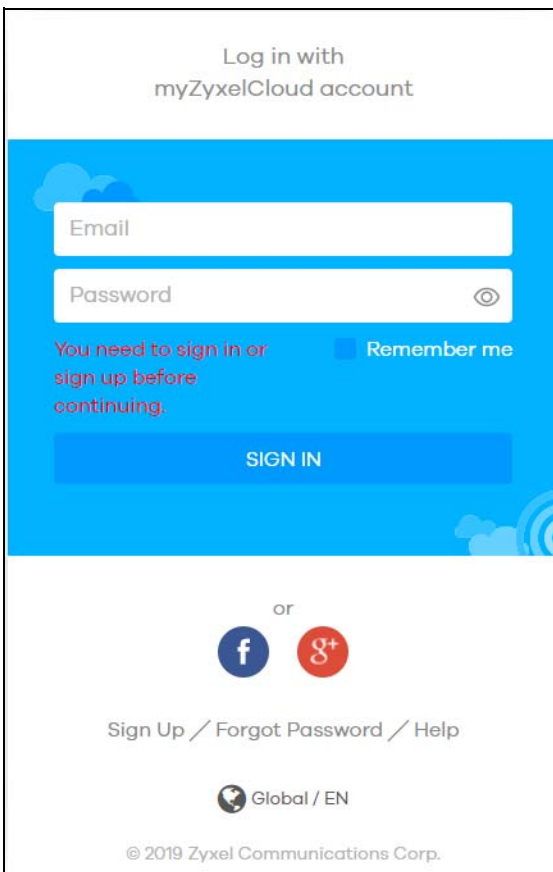 Log in with
myZyxelCloud account
Email
Password
You need to sign in or
sign up before
continuing.
Remember me
SIGN IN
or
f
g+
Sign Up / Forgot Password / Help
Global / EN
© 2019 Zyxel Communications Corp.